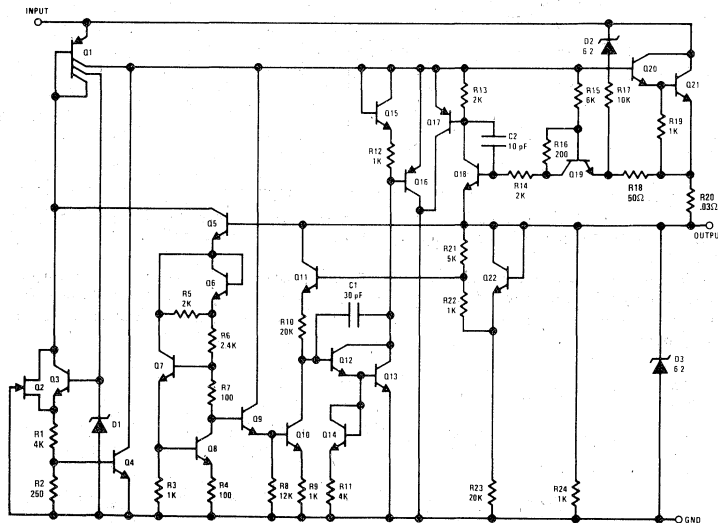 INPUT
Q1
D2
6 2
Q20
Q21
R13
2K
R15
6K
R17
10K
Q15
Q17
R19
1K
R12
1K
C2
10 pF
R16
200
Q16
Q18
R14
2K
Q19
R18
50Ω
R20
.03Ω
OUTPUT
Q5
R21
5K
Q11
Q22
C1
30 pF
Q6
R5
2K
R22
1K
R10
20K
R6
2 4K
D3
6 2
Q2
Q3
Q7
Q12
Q13
R7
100
D1
Q9
R1
4K
Q4
Q8
Q10
Q14
R2
250
R3
1K
R4
100
R8
12K
R9
1K
R11
4K
R23
20K
R24
1K
GND